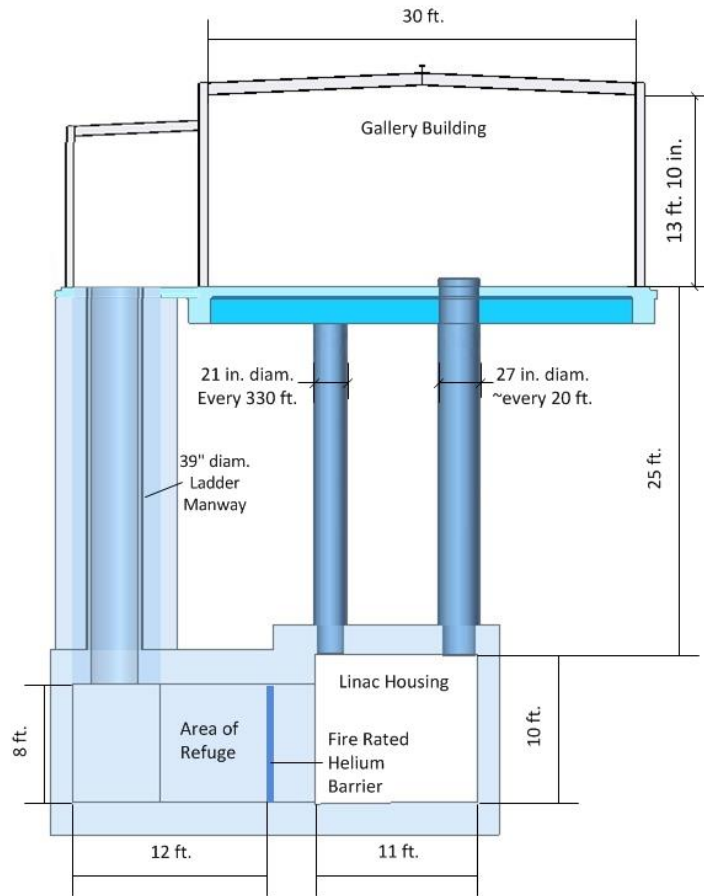 30 ft.
Gallery Building
13 ft. 10 in.
21 in. diam.
Every 330 ft.
27 in. diam.
~every 20 ft.
39" diam.
Ladder
Manway
25 ft.
Linac Housing
Area of
Refuge
Fire Rated
Helium
Barrier
8 ft.
10 ft.
12 ft.
11 ft.